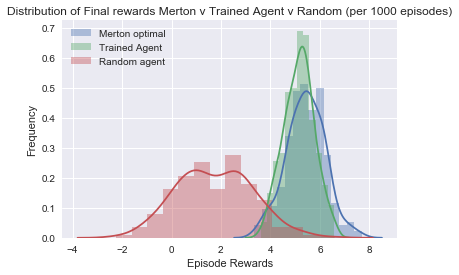 Distribution of Final rewards Merton v Trained Agent v Random (per 1000 episodes)
0.7
0.6
0.5
0.4
0.3
0.2
0.1
0.0
Frequency
Merton optimal
Trained Agent
Random agent
−4 −2 0 2 4 6 8
Episode Rewards